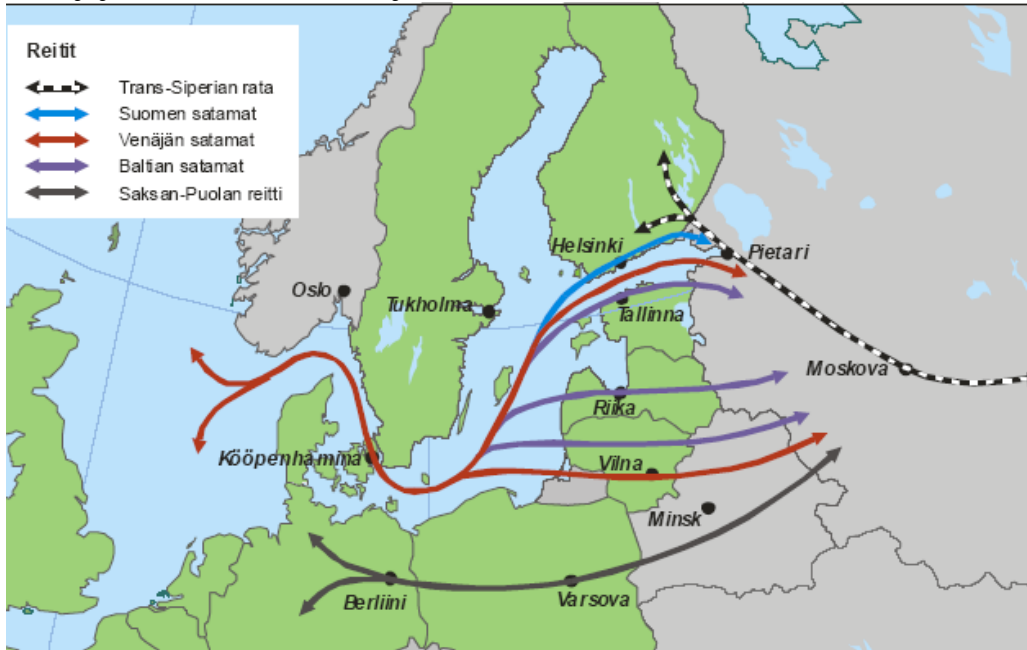 Reitit
Trans-Siperian rata
Suomen satamat
Venäjän satamat
Baltian satamat
Saksan-Puolan reitti
Helsinki
Pietari
Oslo
Tukholma
Tallinna
Moskova
Riika
Kööpenhamina
Vilna
Minsk
Berliini
Varsova